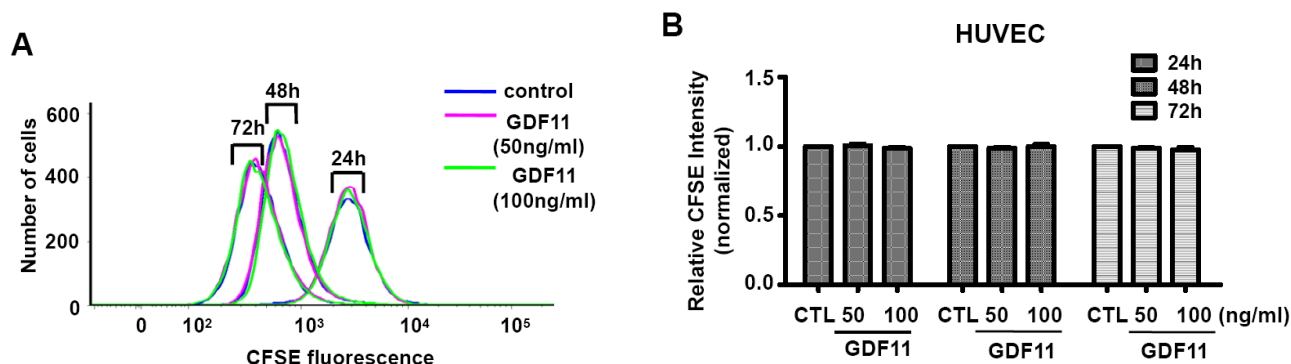 A
Number of cells
600
400
200
0
0
10²
10³
10⁴
10⁵
CFSE fluorescence
72h
48h
24h
control
GDF11
(50ng/ml)
GDF11
(100ng/ml)
B
HUVEC
24h
48h
72h
Relative CFSE Intensity
(normalized)
1.5
1.0
0.5
0.0
CTL 50 100 CTL 50 100 CTL 50 100 (ng/ml)
GDF11 GDF11 GDF11